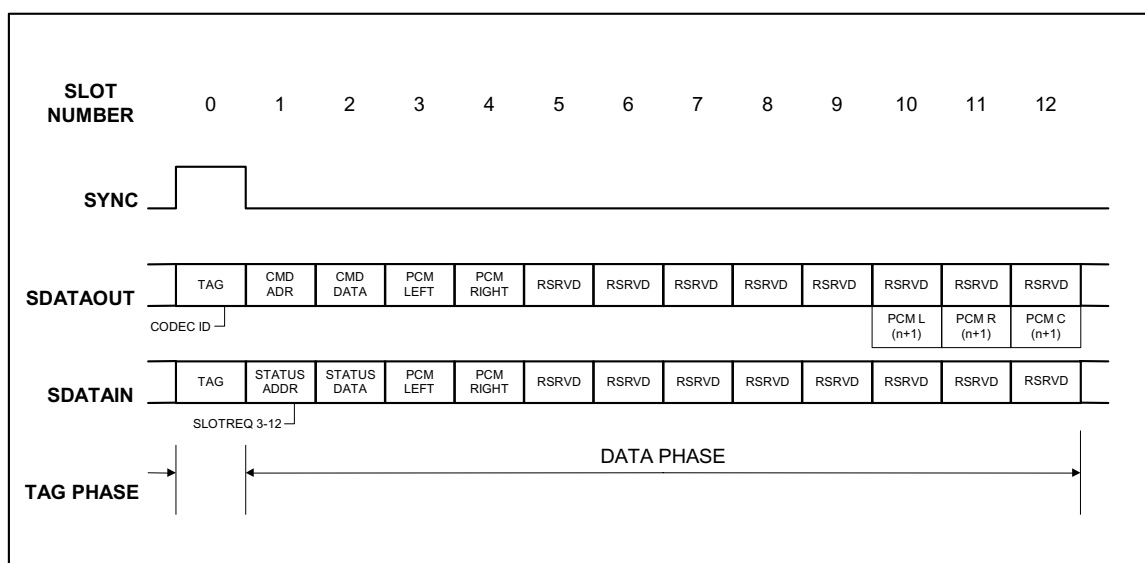 SLOT NUMBER 0 1 2 3 4 5 6 7 8 9 10 11 12
SYNC
SDATAOUT TAG CMD ADR CMD DATA PCM LEFT PCM RIGHT RSRVD RSRVD RSRVD RSRVD RSRVD RSRVD RSRVD RSRVD
CODEC ID PCM L (n+1) PCM R (n+1) PCM C (n+1)
SDATAIN TAG STATUS ADDR STATUS DATA PCM LEFT PCM RIGHT RSRVD RSRVD RSRVD RSRVD RSRVD RSRVD RSRVD RSRVD
SLOTREQ 3-12
DATA PHASE
TAG PHASE